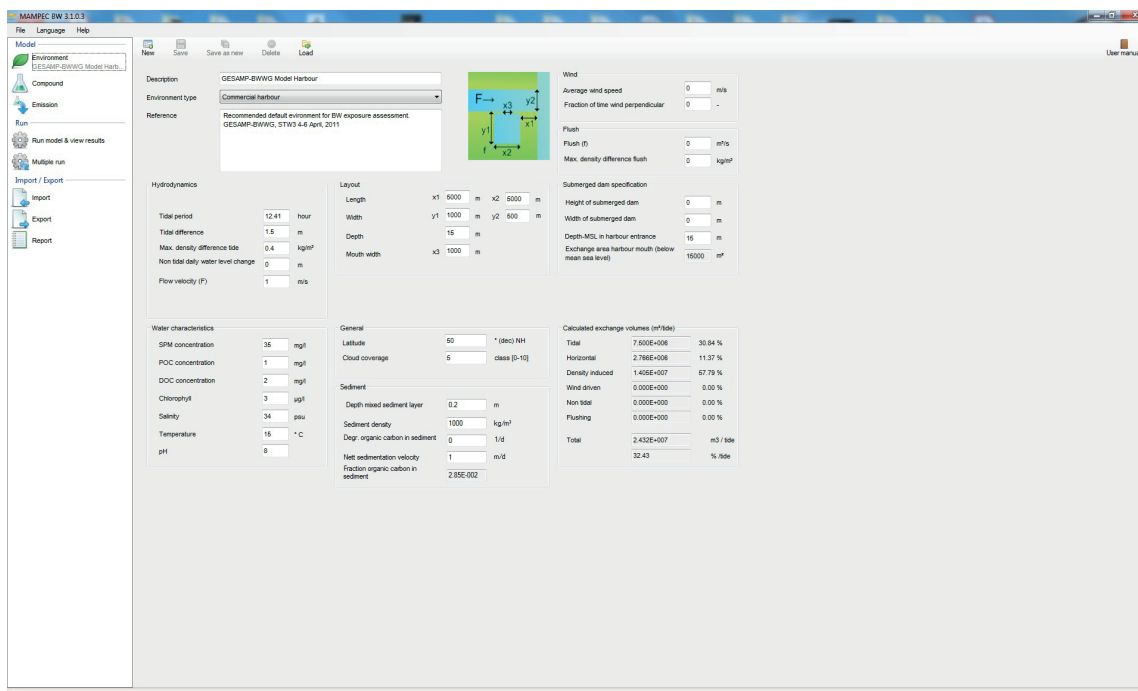 MAMPEC BW 3.1.0.3
File Language Help
Model
Environment
GESAMP-BWWG Model Harb...
Compound
Emission
Run
Run model & view results
Multiple run
Import / Export
Import
Export
Report
New Save Save as new Delete Load
User manual
Description GESAMP-BWWG Model Harbour
Environment type Commercial harbour
Reference Recommended default evironment for BW exposure assessment.
GESAMP-BWWG, STW3 4-6 April, 2011
F→ x3 y2
y1 x1
f x2
Wind
Average wind speed 0 m/s
Fraction of time wind perpendicular 0 -
Flush
Flush (f) 0 m³/s
Max. density difference flush 0 kg/m³
Hydrodynamics
Tidal period 12.41 hour
Tidal difference 1.5 m
Max. density difference tide 0.4 kg/m³
Non tidal daily water level change 0 m
Flow velocity (F) 1 m/s
Layout
Length x1 5000 m x2 5000 m
Width y1 1000 m y2 500 m
Depth 15 m
Mouth width x3 1000 m
Submerged dam specification
Height of submerged dam 0 m
Width of submerged dam 0 m
Depth-MSL in harbour entrance 15 m
Exchange area harbour mouth (below
mean sea level) 15000 m²
Water characteristics
SPM concentration 35 mg/l
POC concentration 1 mg/l
DOC concentration 2 mg/l
Chlorophyll 3 µg/l
Salinity 34 psu
Temperature 15 ° C
pH 8
General
Latitude 50 ° (dec) NH
Cloud coverage 5 class [0-10]
Sediment
Depth mixed sediment layer 0.2 m
Sediment density 1000 kg/m³
Degr. organic carbon in sediment 0 1/d
Nett sedimentation velocity 1 m/d
Fraction organic carbon in
sediment 2.85E-002
Calculated exchange volumes (m³/tide)
Tidal 7.500E+006 30.84 %
Horizontal 2.766E+006 11.37 %
Density induced 1.405E+007 57.79 %
Wind driven 0.000E+000 0.00 %
Non tidal 0.000E+000 0.00 %
Flushing 0.000E+000 0.00 %
Total 2.432E+007 m3 / tide
32.43 % /tide